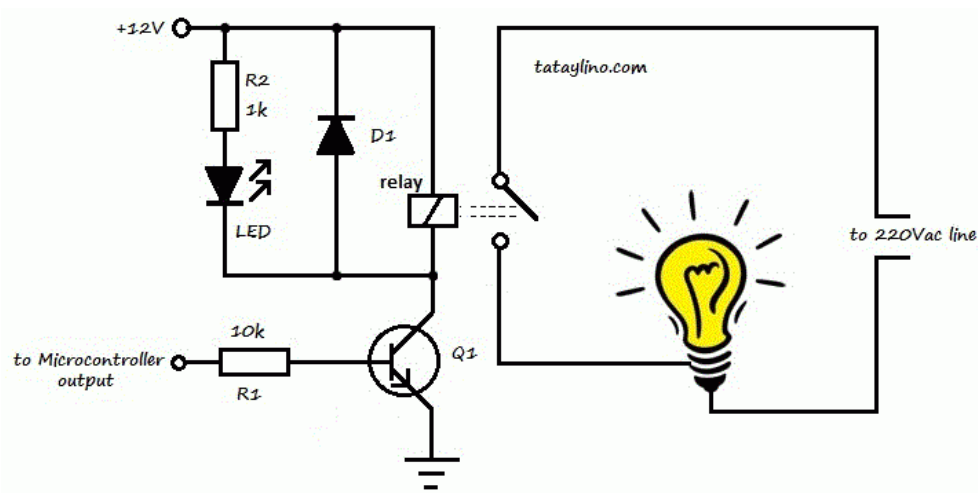 +12V
tataylino.com
R2
1k
D1
relay
LED
to 220Vac line
10k
Q1
to Microcontroller
output
R1